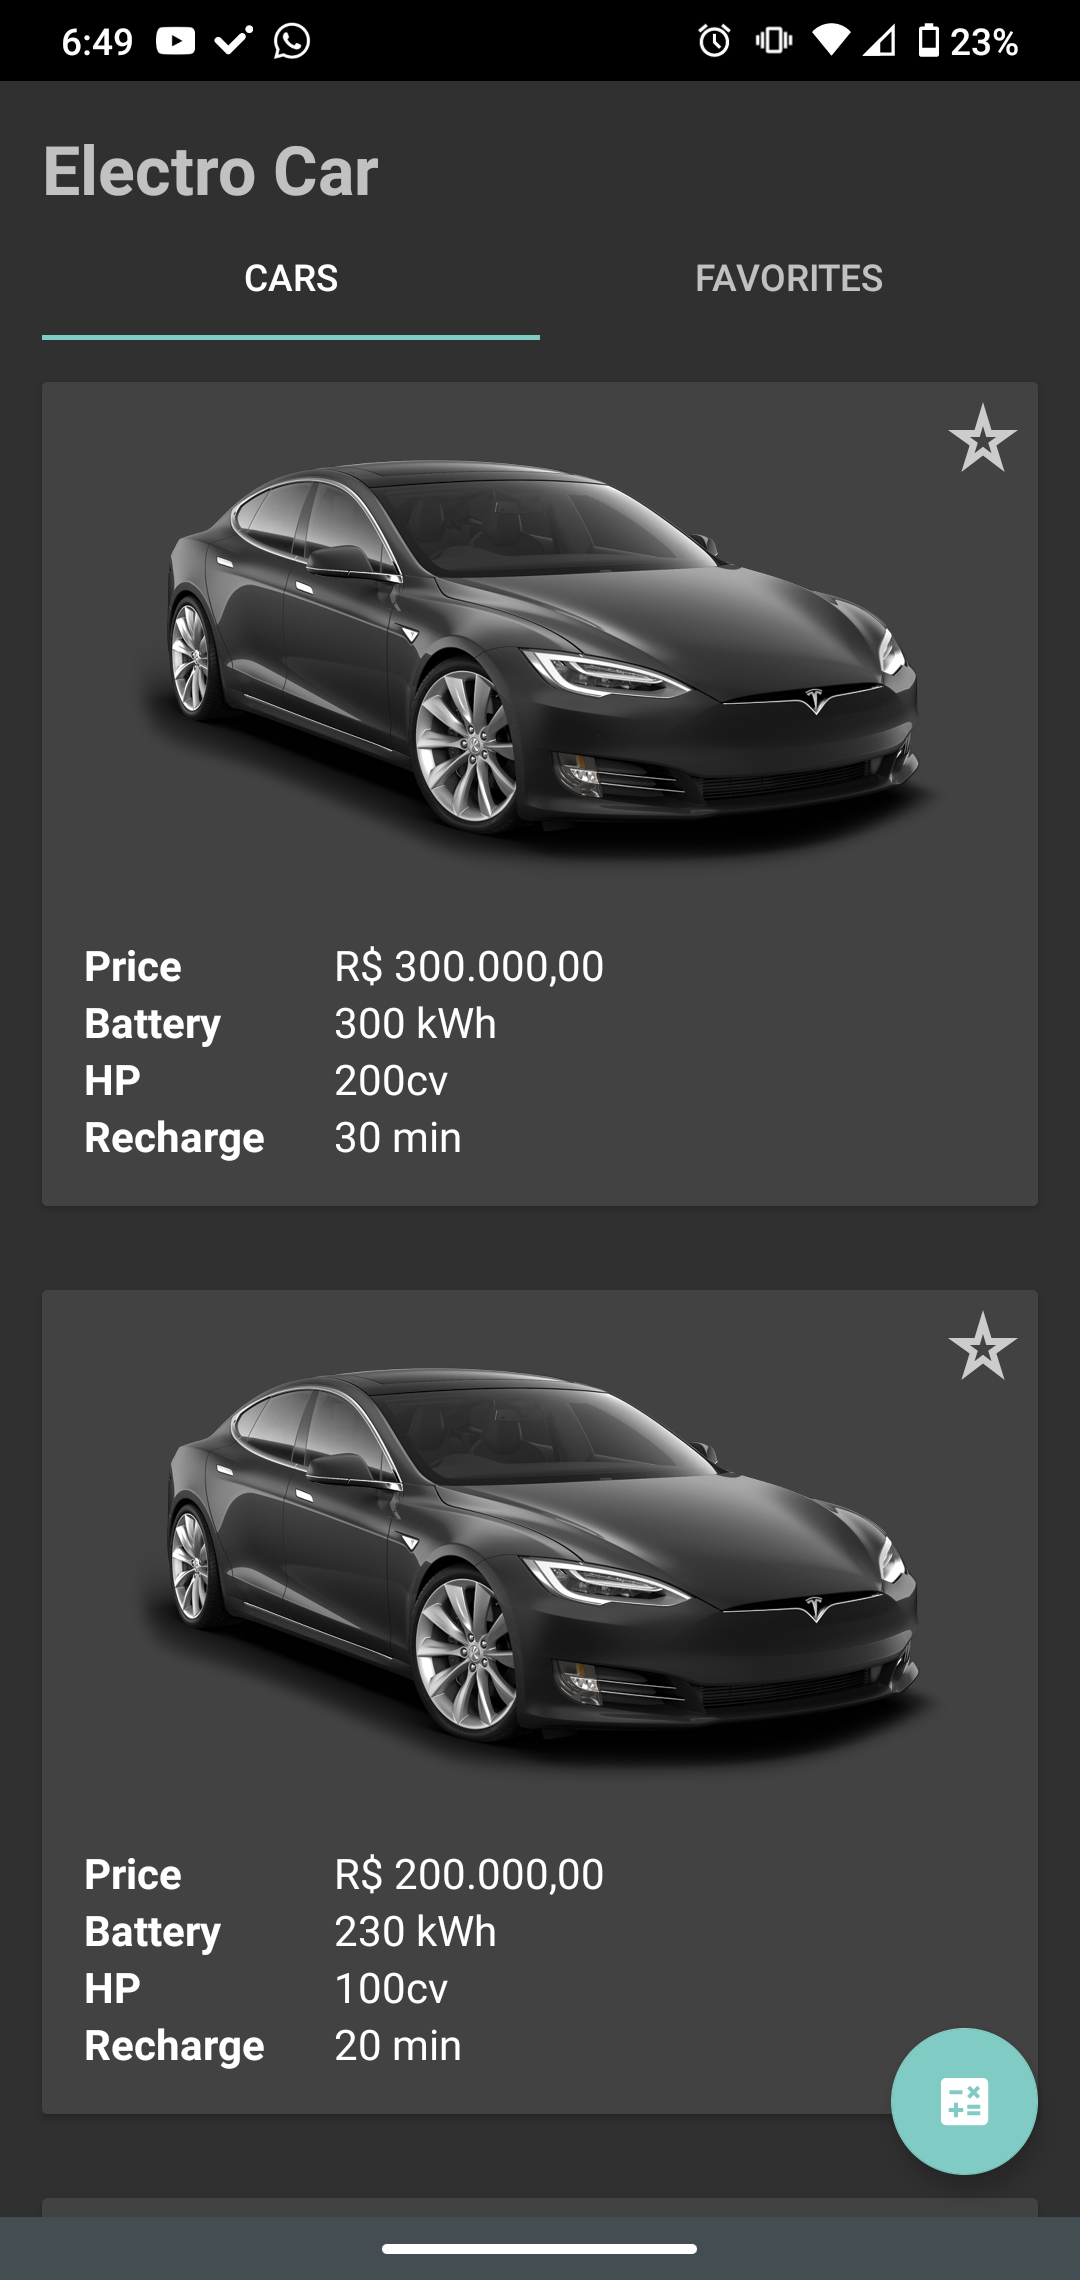 6:49 23%
Electro Car
CARS FAVORITES
Price R$ 300.000,00
Battery 300 kWh
HP 200cv
Recharge 30 min
Price R$ 200.000,00
Battery 230 kWh
HP 100cv
Recharge 20 min